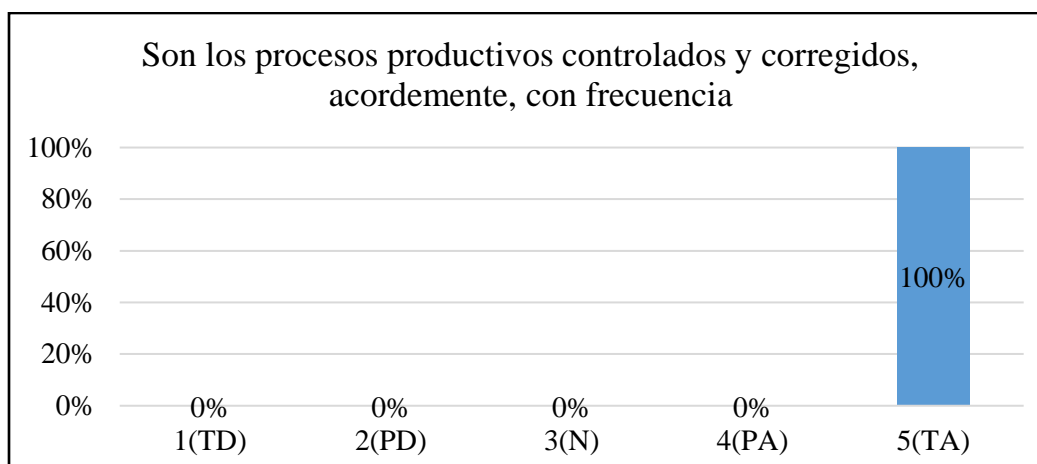 Son los procesos productivos controlados y corregidos,
acordemente, con frecuencia
100%
80%
60%
40%
20%
0%
0% 0% 0% 0% 100%
1(TD) 2(PD) 3(N) 4(PA) 5(TA)